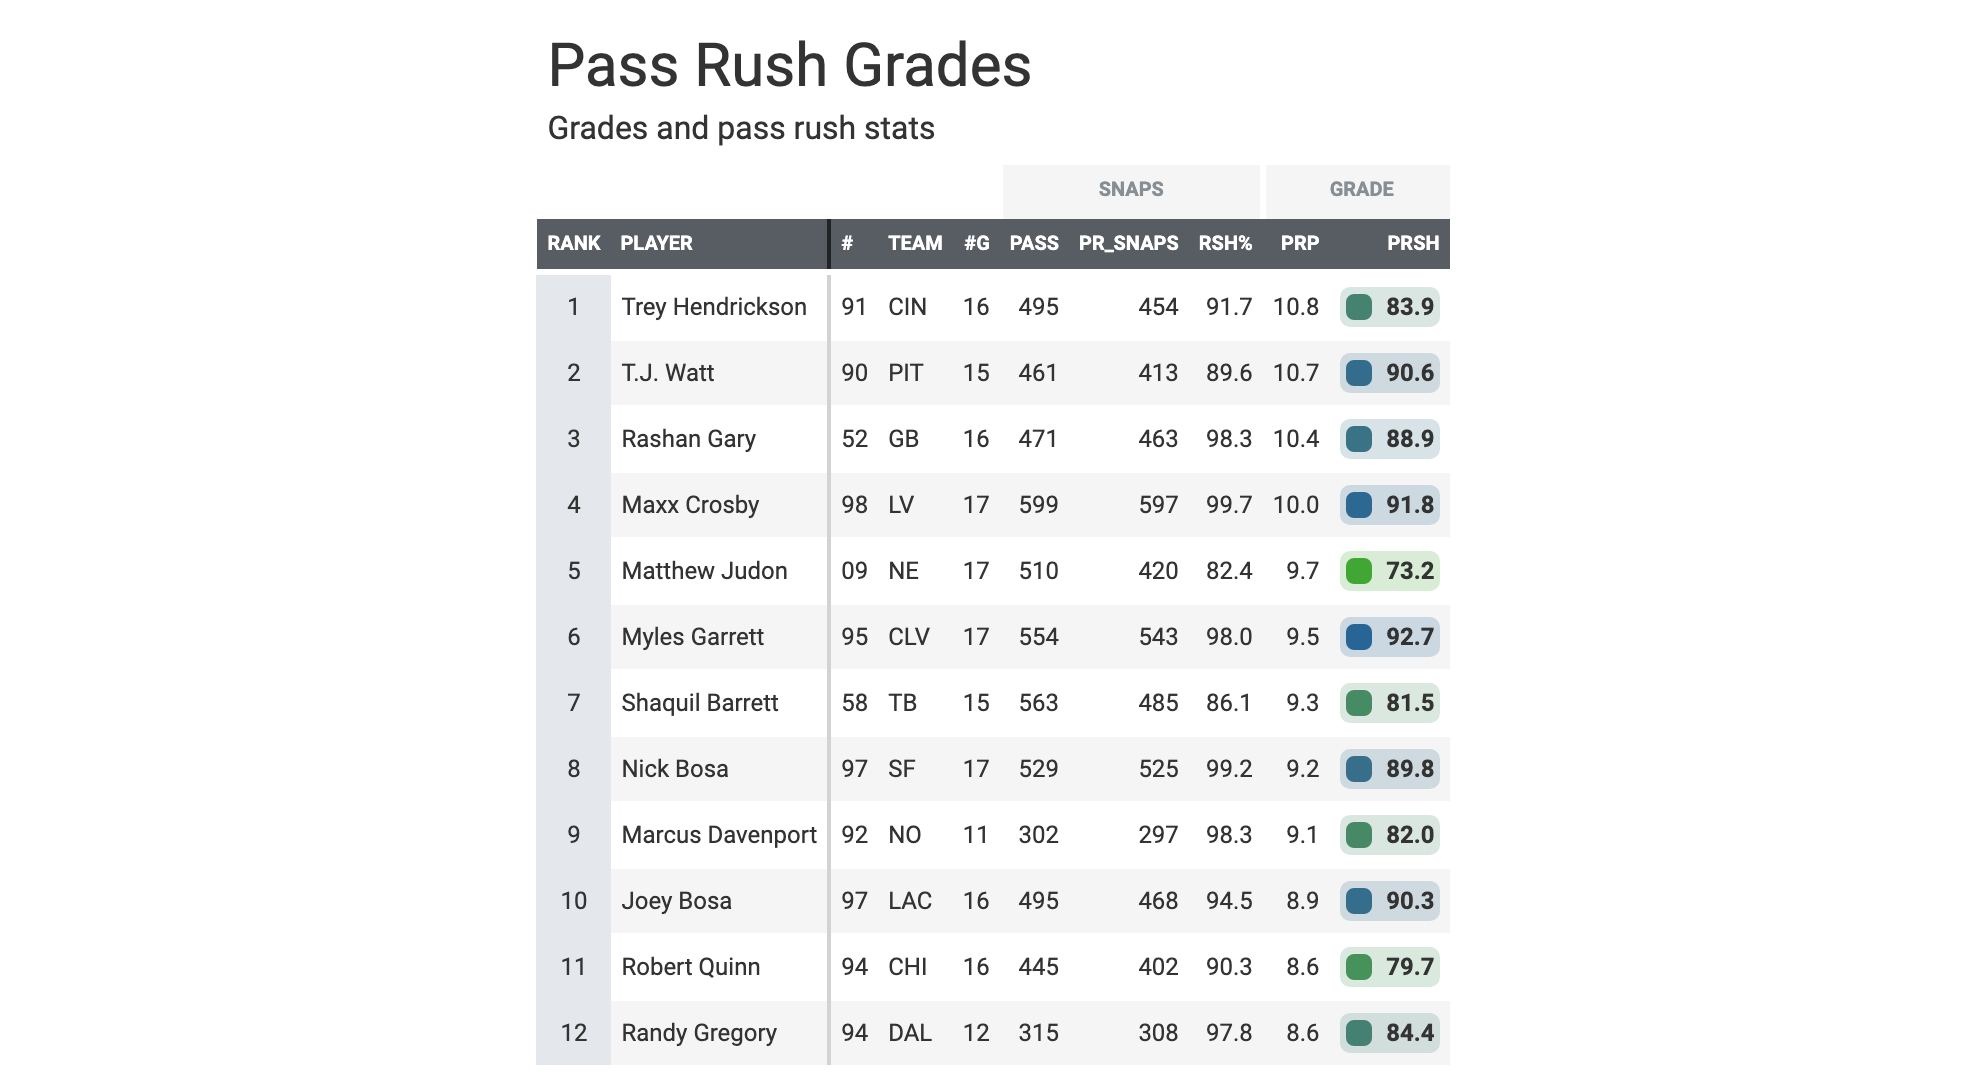 Pass Rush Grades
Grades and pass rush stats
SNAPS GRADE
RANK PLAYER # TEAM #G PASS PR_SNAPS RSH% PRP PRSH
1 Trey Hendrickson 91 CIN 16 495 454 91.7 10.8 83.9
2 T.J. Watt 90 PIT 15 461 413 89.6 10.7 90.6
3 Rashan Gary 52 GB 16 471 463 98.3 10.4 88.9
4 Maxx Crosby 98 LV 17 599 597 99.7 10.0 91.8
5 Matthew Judon 09 NE 17 510 420 82.4 9.7 73.2
6 Myles Garrett 95 CLV 17 554 543 98.0 9.5 92.7
7 Shaquil Barrett 58 TB 15 563 485 86.1 9.3 81.5
8 Nick Bosa 97 SF 17 529 525 99.2 9.2 89.8
9 Marcus Davenport 92 NO 11 302 297 98.3 9.1 82.0
10 Joey Bosa 97 LAC 16 495 468 94.5 8.9 90.3
11 Robert Quinn 94 CHI 16 445 402 90.3 8.6 79.7
12 Randy Gregory 94 DAL 12 315 308 97.8 8.6 84.4